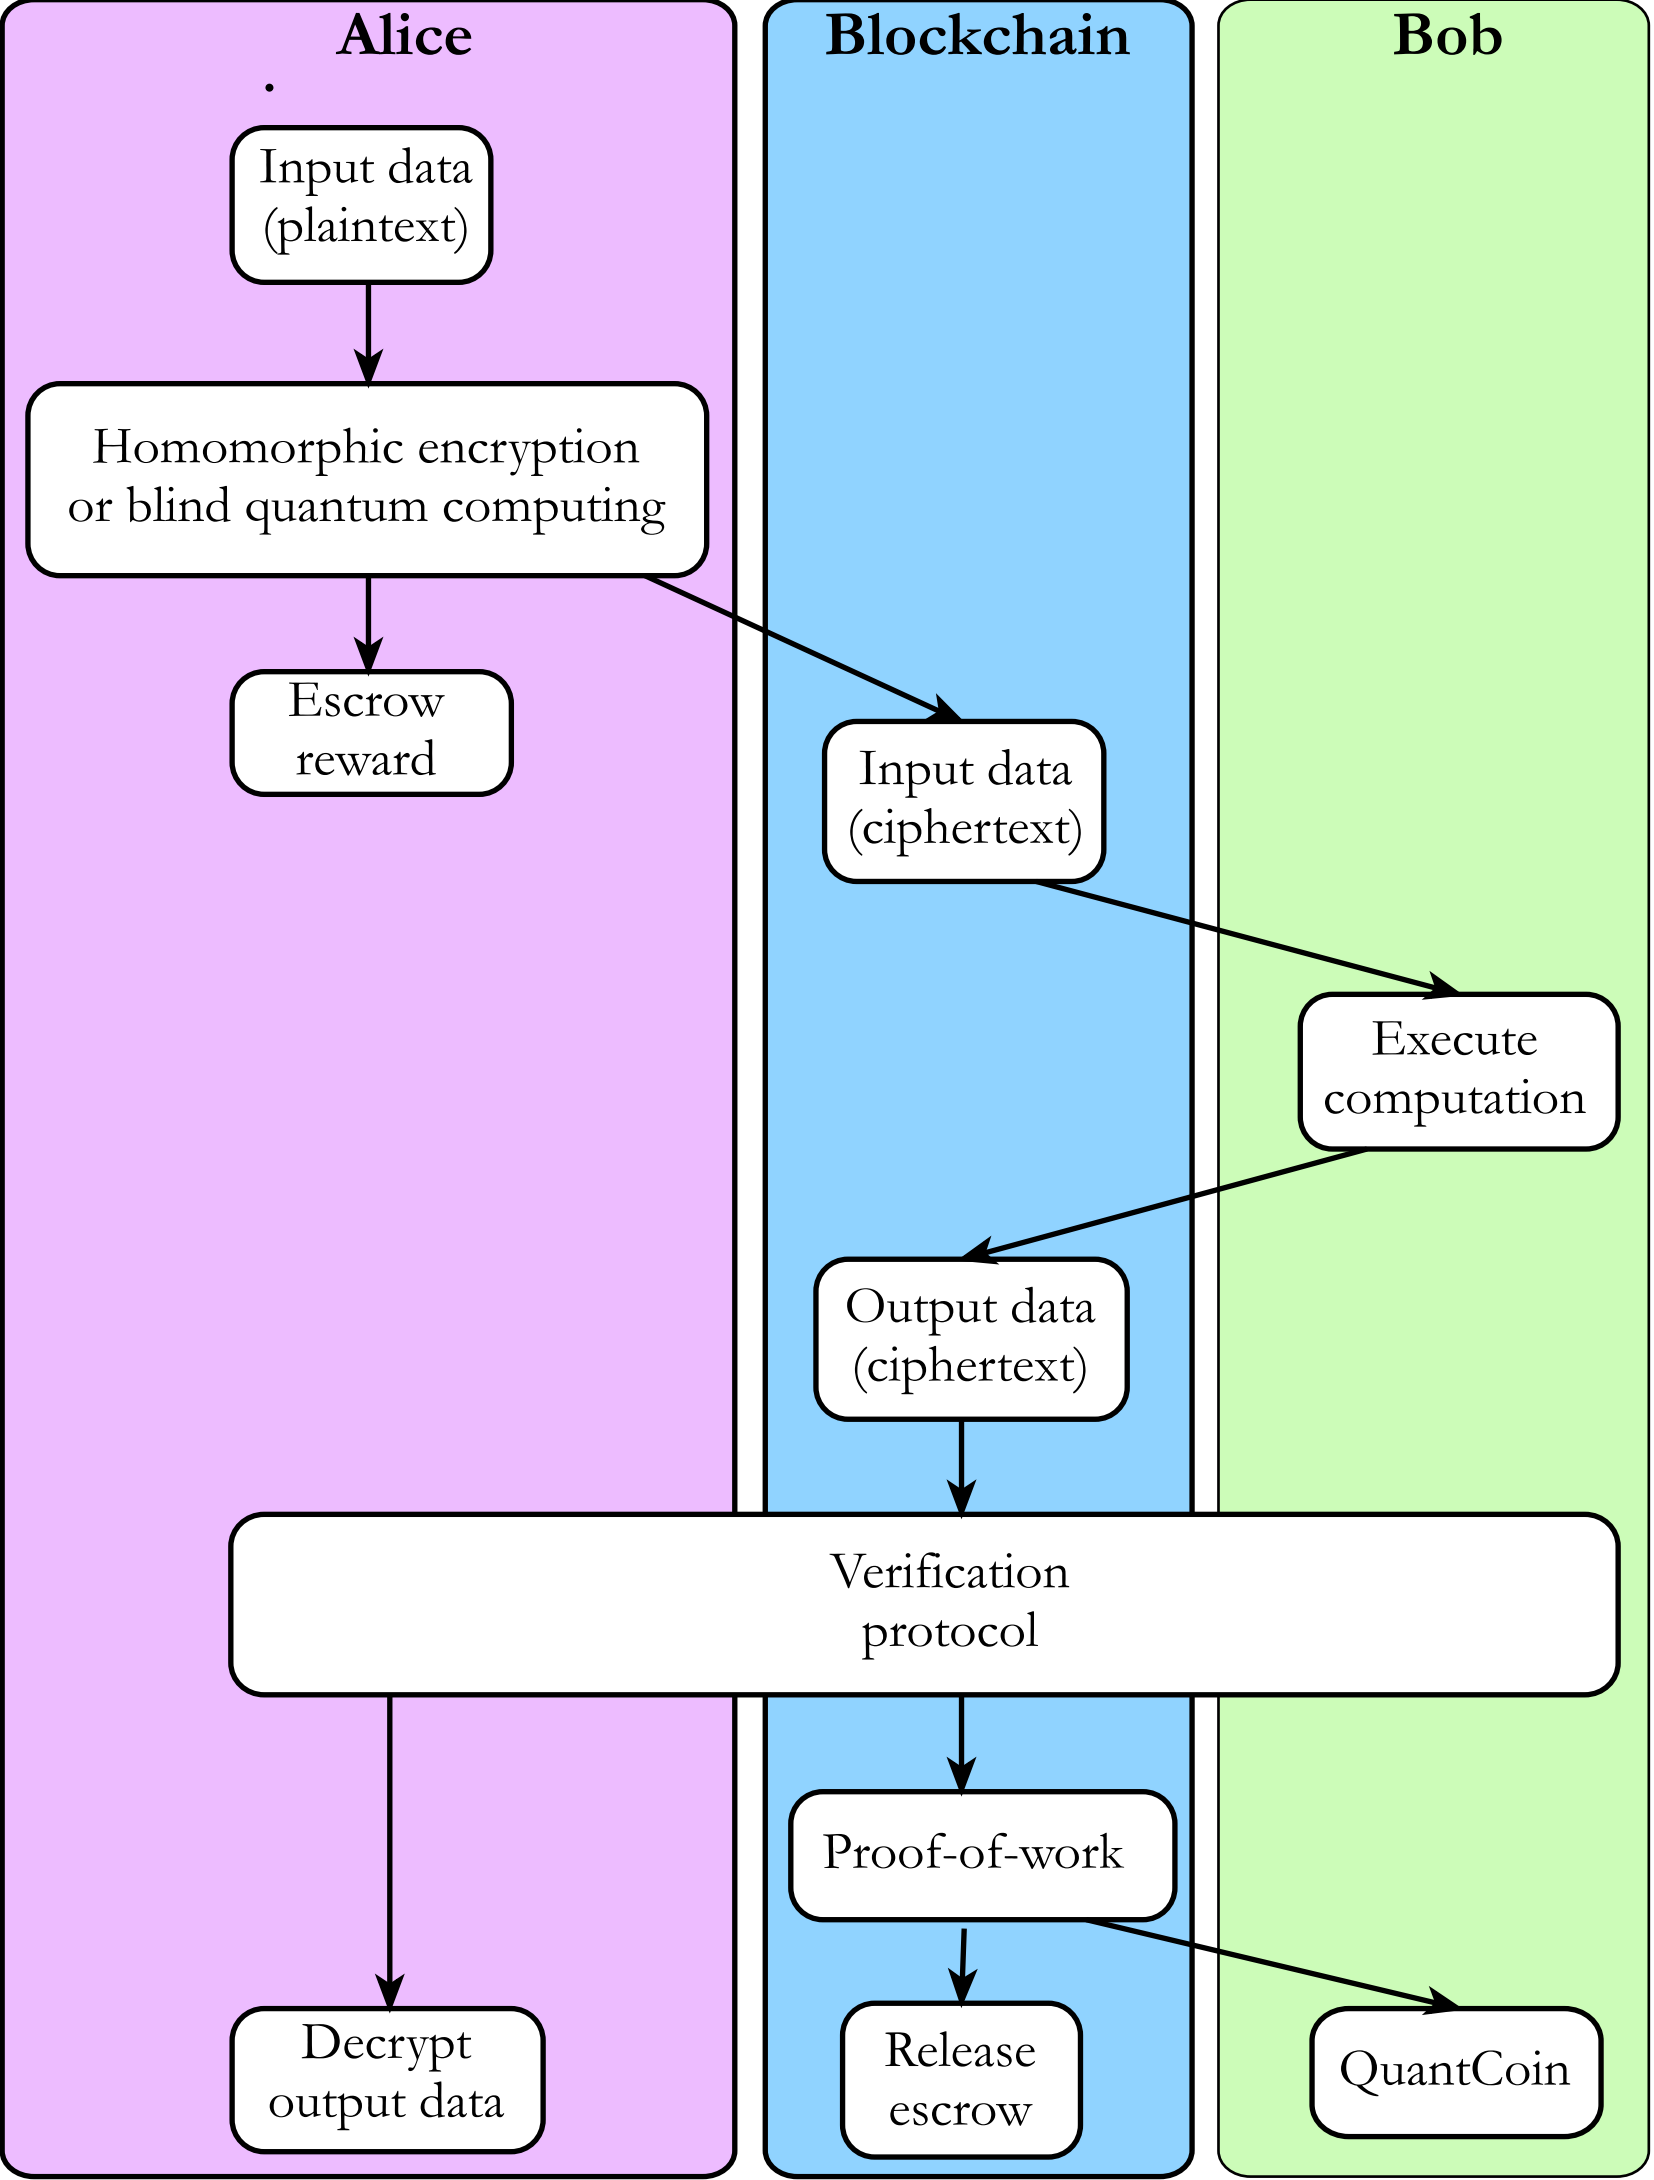 Alice
Blockchain
Bob
.
Input data
(plaintext)
Homomorphic encryption
or blind quantum computing
Escrow
reward
Input data
(ciphertext)
Execute
computation
Output data
(ciphertext)
Verification
protocol
Proof-of-work
Decrypt
output data
Release
escrow
QuantCoin